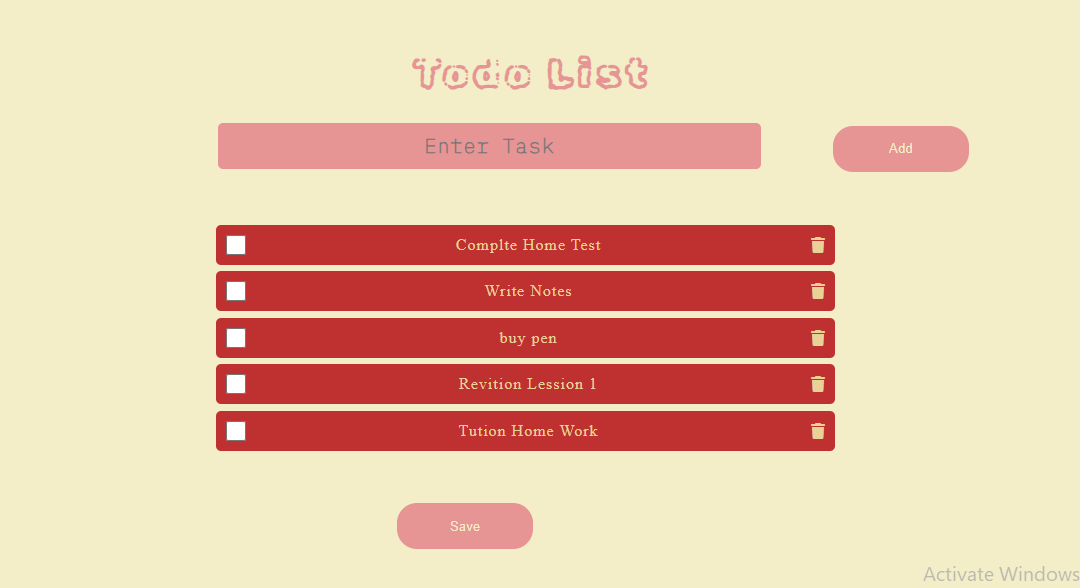 Todo List
Enter Task
Add
Complte Home Test
Write Notes
buy pen
Revition Lession 1
Tution Home Work
Save
Activate Windows